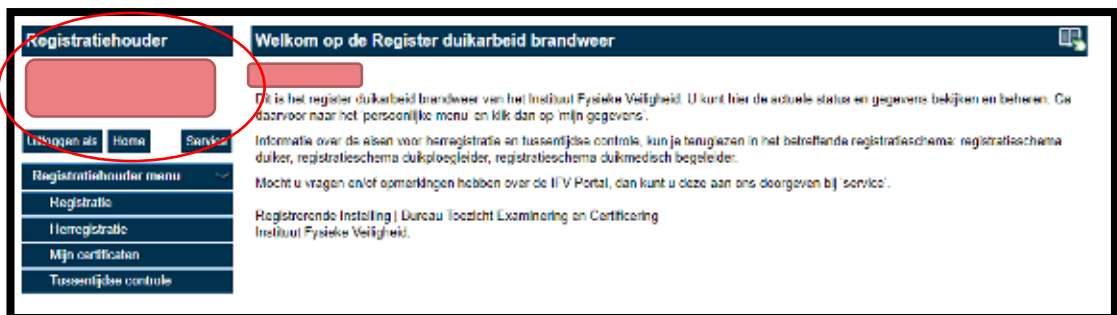 Registratiehouder
Uitloggen als Home Service
Registratiehouder menu
Registratie
Herregistratie
Mijn certificaten
Tussentijdse controle
Welkom op de Register duikarbeid brandweer
Dit is het register duikarbeid brandweer van het Instituut Fysieke Veiligheid. U kunt hier de actuele status en gegevens bekijken en beheren. Ga
daarvoor naar het 'persoonlijke menu' en klik dan op 'mijn gegevens'.
Informatie over de eisen voor herregistratie en tussentijdse controle, kun je teruglezen in het betreffende registratieschema: registratieschema
duiker, registratieschema duikploegleider, registratieschema duikmedisch begeleider.
Mocht u vragen en/of opmerkingen hebben over de IFV Portal, dan kunt u deze aan ons doorgeven bij 'service'.
Registrerende Instelling | Bureau Toezicht Examinering en Certificering
Instituut Fysieke Veiligheid.